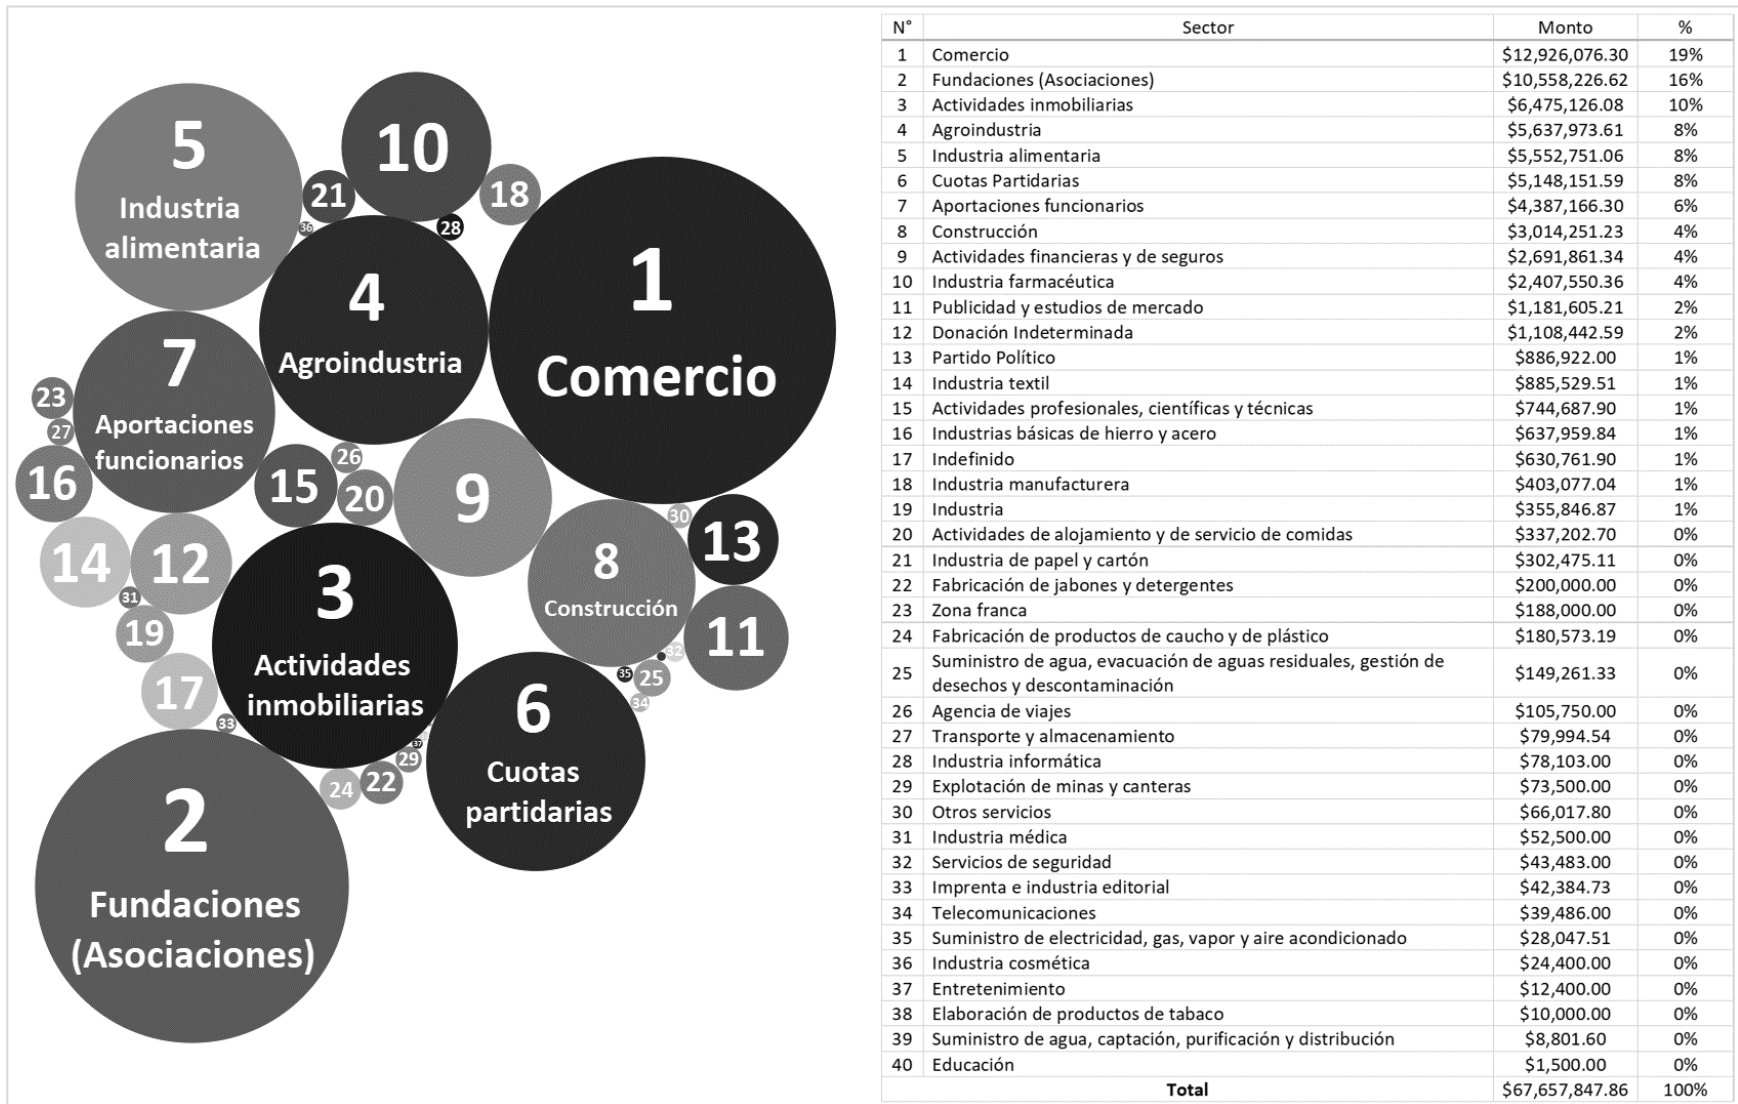 5
Industria
alimentaria
10
21
18
36
28
1
Comercio
4
Agroindustria
7
Aportaciones
funcionarios
23
27
16
26
15
20
9
30
13
14
12
8
Construcción
31
19
3
Actividades
inmobiliarias
11
32
35
25
34
17
33
6
Cuotas
partidarias
37
29
24
22
2
Fundaciones
(Asociaciones)
N° Sector Monto %
1 Comercio $12,926,076.30 19%
2 Fundaciones (Asociaciones) $10,558,226.62 16%
3 Actividades inmobiliarias $6,475,126.08 10%
4 Agroindustria $5,637,973.61 8%
5 Industria alimentaria $5,552,751.06 8%
6 Cuotas Partidarias $5,148,151.59 8%
7 Aportaciones funcionarios $4,387,166.30 6%
8 Construcción $3,014,251.23 4%
9 Actividades financieras y de seguros $2,691,861.34 4%
10 Industria farmacéutica $2,407,550.36 4%
11 Publicidad y estudios de mercado $1,181,605.21 2%
12 Donación Indeterminada $1,108,442.59 2%
13 Partido Político $886,922.00 1%
14 Industria textil $885,529.51 1%
15 Actividades profesionales, científicas y técnicas $744,687.90 1%
16 Industrias básicas de hierro y acero $637,959.84 1%
17 Indefinido $630,761.90 1%
18 Industria manufacturera $403,077.04 1%
19 Industria $355,846.87 1%
20 Actividades de alojamiento y de servicio de comidas $337,202.70 0%
21 Industria de papel y cartón $302,475.11 0%
22 Fabricación de jabones y detergentes $200,000.00 0%
23 Zona franca $188,000.00 0%
24 Fabricación de productos de caucho y de plástico $180,573.19 0%
25 Suministro de agua, evacuación de aguas residuales, gestión de
desechos y descontaminación $149,261.33 0%
26 Agencia de viajes $105,750.00 0%
27 Transporte y almacenamiento $79,994.54 0%
28 Industria informática $78,103.00 0%
29 Explotación de minas y canteras $73,500.00 0%
30 Otros servicios $66,017.80 0%
31 Industria médica $52,500.00 0%
32 Servicios de seguridad $43,483.00 0%
33 Imprenta e industria editorial $42,384.73 0%
34 Telecomunicaciones $39,486.00 0%
35 Suministro de electricidad, gas, vapor y aire acondicionado $28,047.51 0%
36 Industria cosmética $24,400.00 0%
37 Entretenimiento $12,400.00 0%
38 Elaboración de productos de tabaco $10,000.00 0%
39 Suministro de agua, captación, purificación y distribución $8,801.60 0%
40 Educación $1,500.00 0%
Total $67,657,847.86 100%